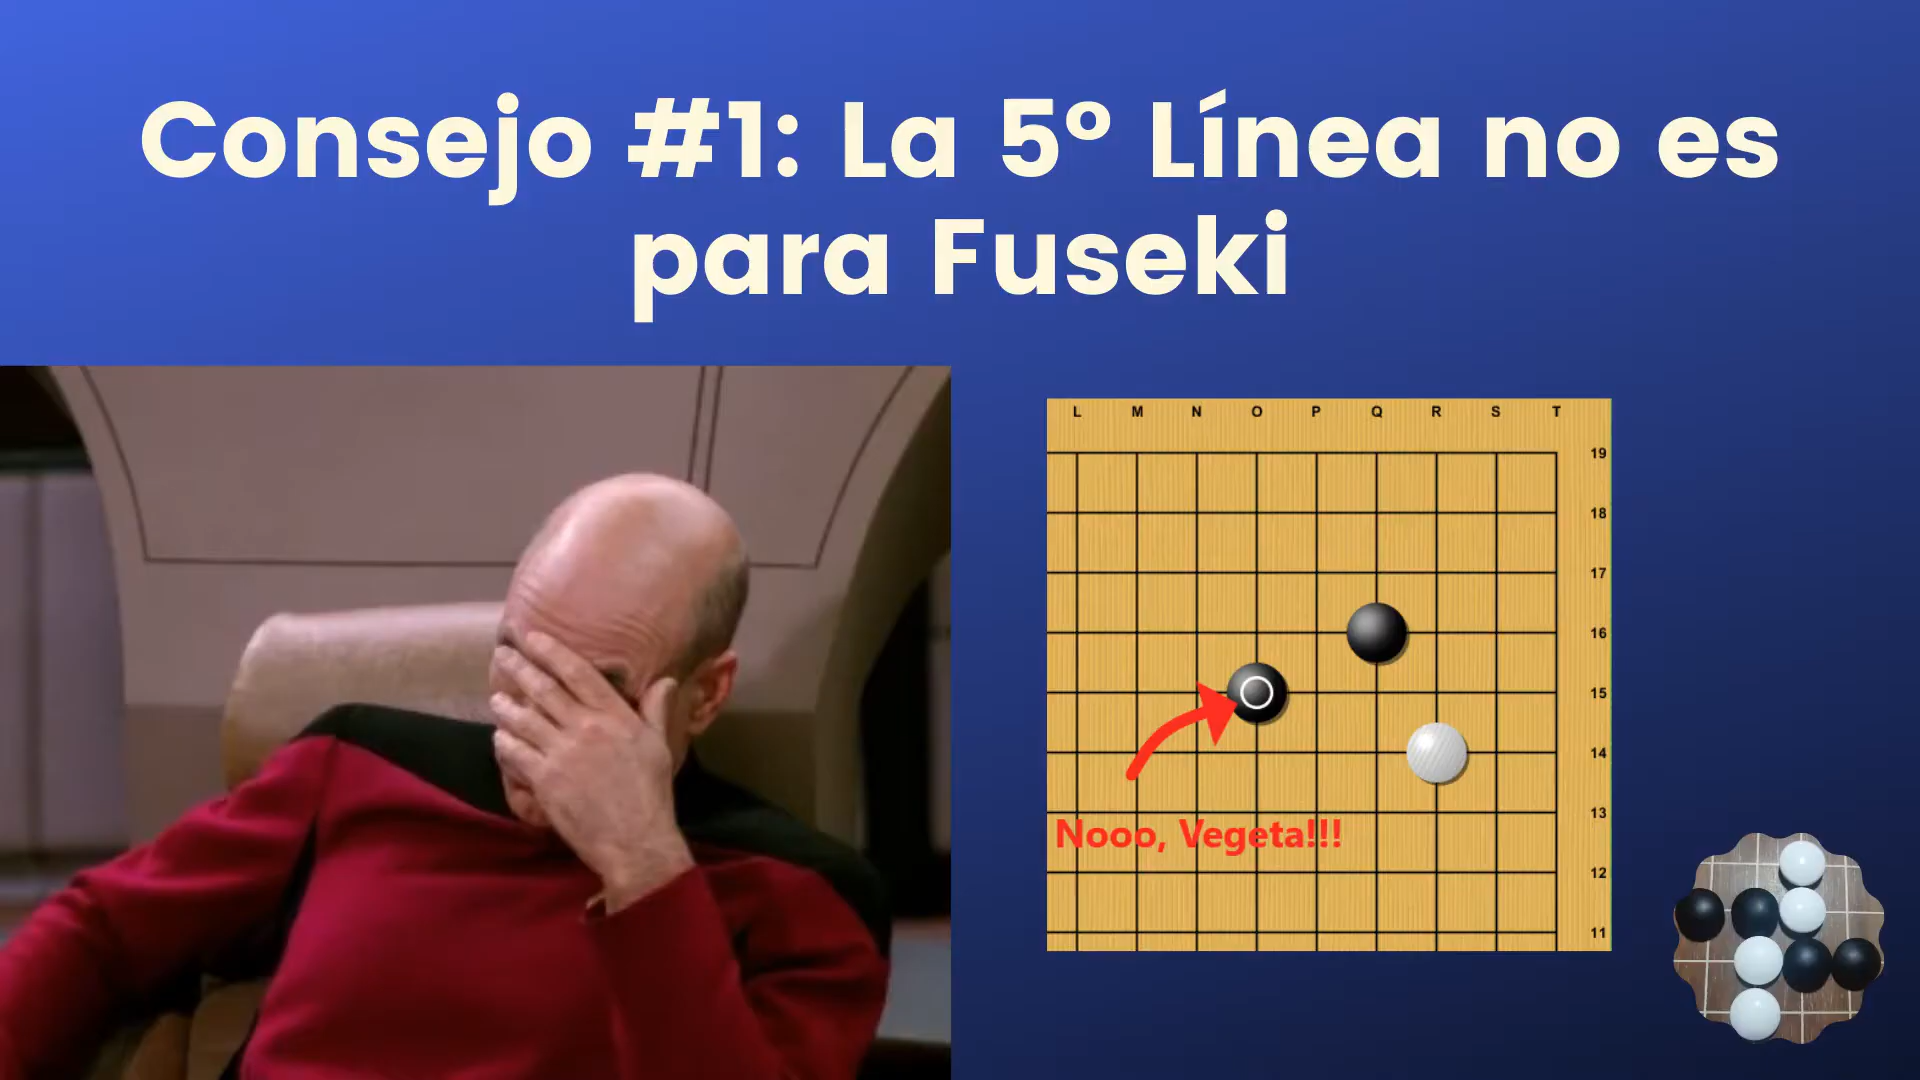 Consejo #1: La 5º Línea no es
para Fuseki
L M N O P Q R S T
19
18
17
16
15
14
13
Nooo, Vegeta!!!
12
11